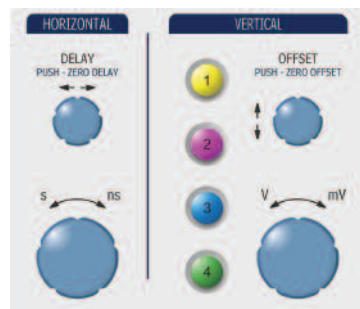 HORIZONTAL
DELAY
PUSH - ZERO DELAY
s ns
VERTICAL
1
2
3
4
OFFSET
PUSH - ZERO OFFSET
V mV